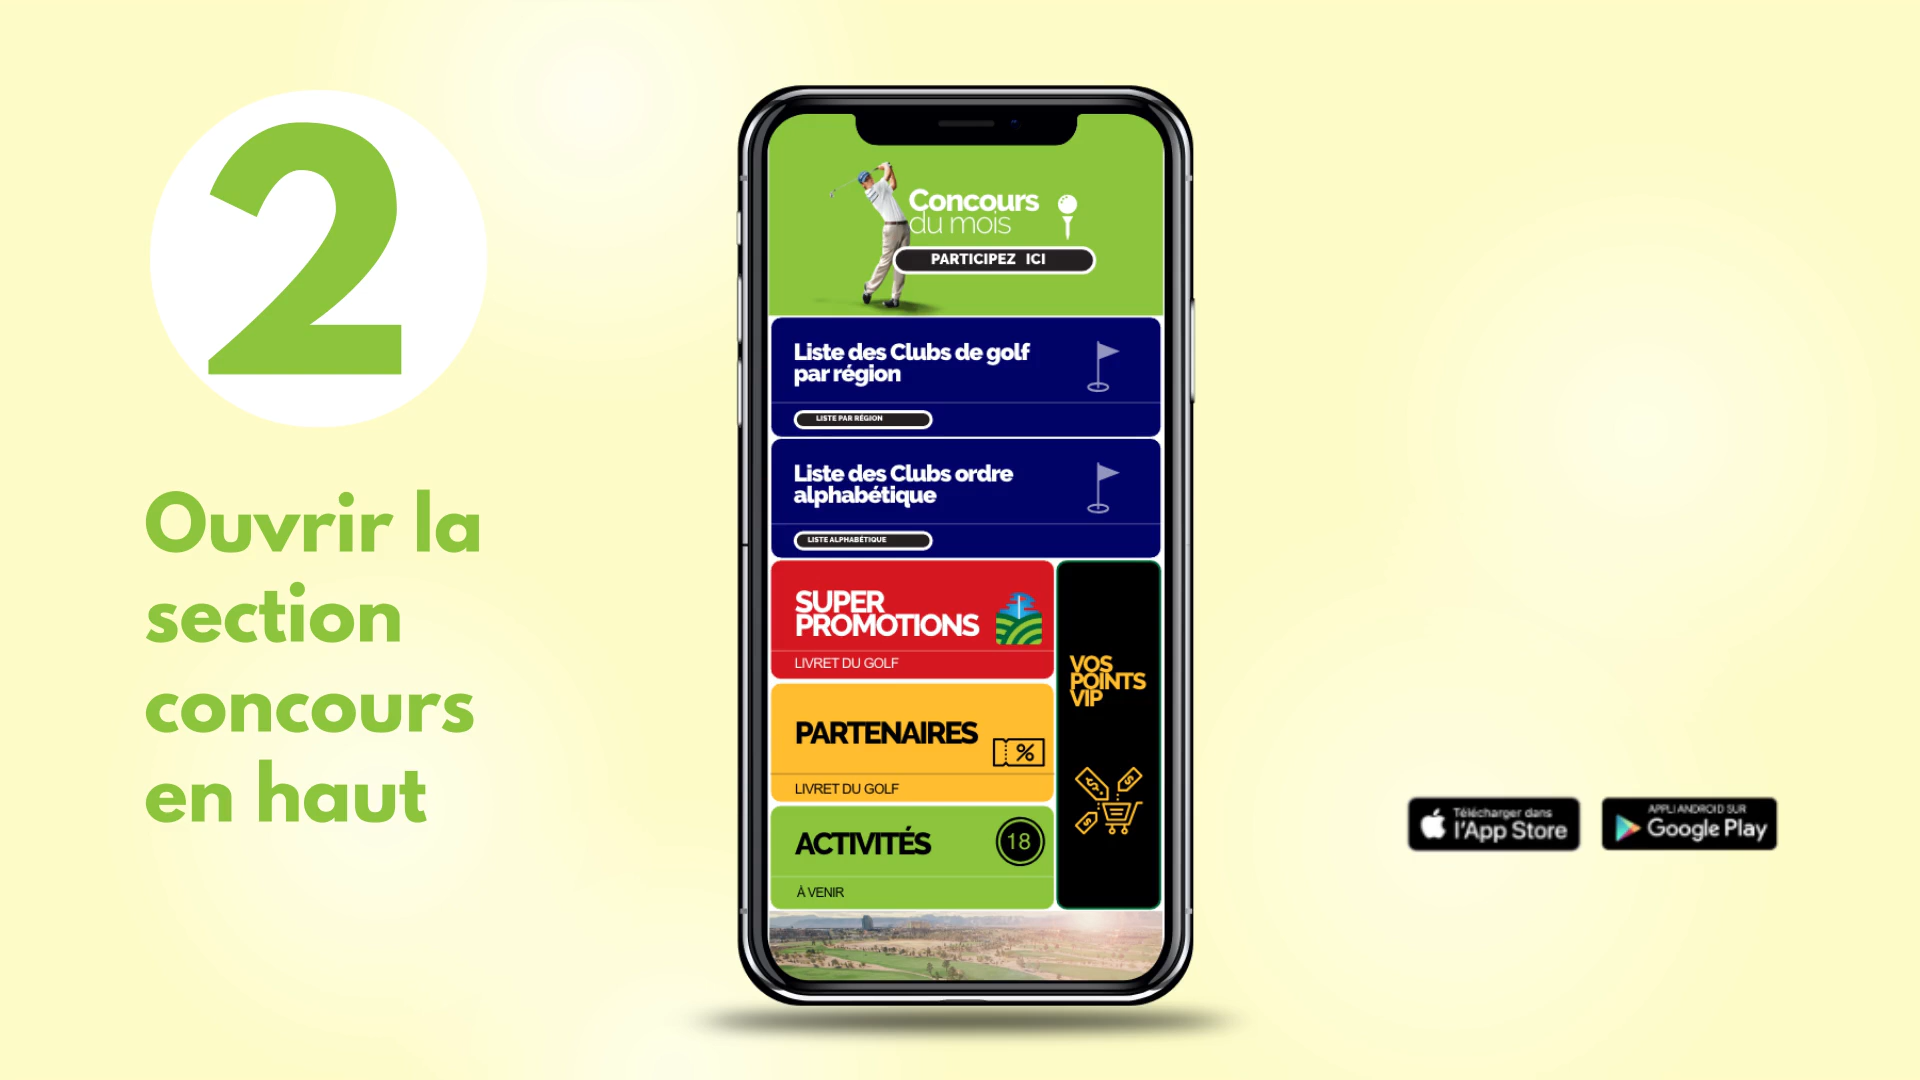 2
Ouvrir la
section
concours
en haut
Concours
du mois
PARTICIPEZ ICI
Liste des Clubs de golf
par région
LISTE PAR RÉGION
Liste des Clubs ordre
alphabétique
LISTE ALPHABÉTIQUE
SUPER
PROMOTIONS
LIVRET DU GOLF
PARTENAIRES
%
LIVRET DU GOLF
ACTIVITÉS
18
À VENIR
VOS
POINTS
VIP
Télécharger dans
l'App Store
APPLI ANDROID SUR
Google Play